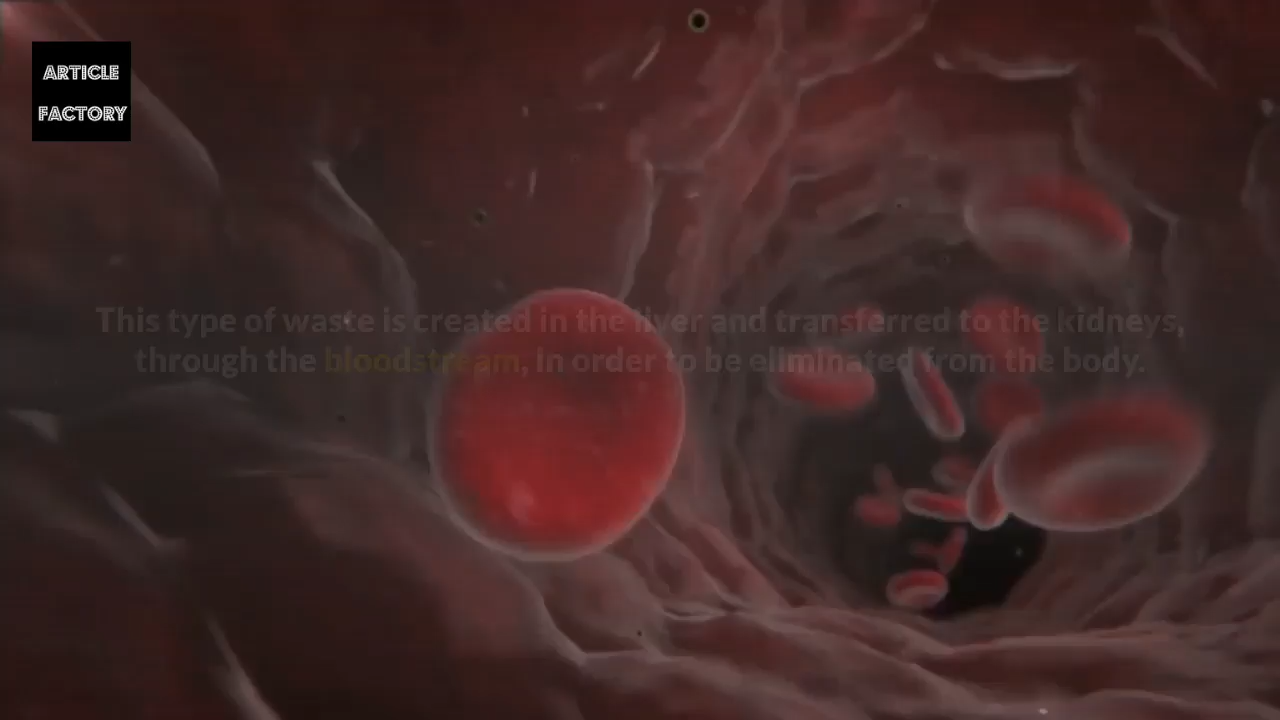 ARTICLE
FACTORY
This type of waste is created in the liver and transferred to the kidneys,
through the bloodstream, in order to be eliminated from the body.